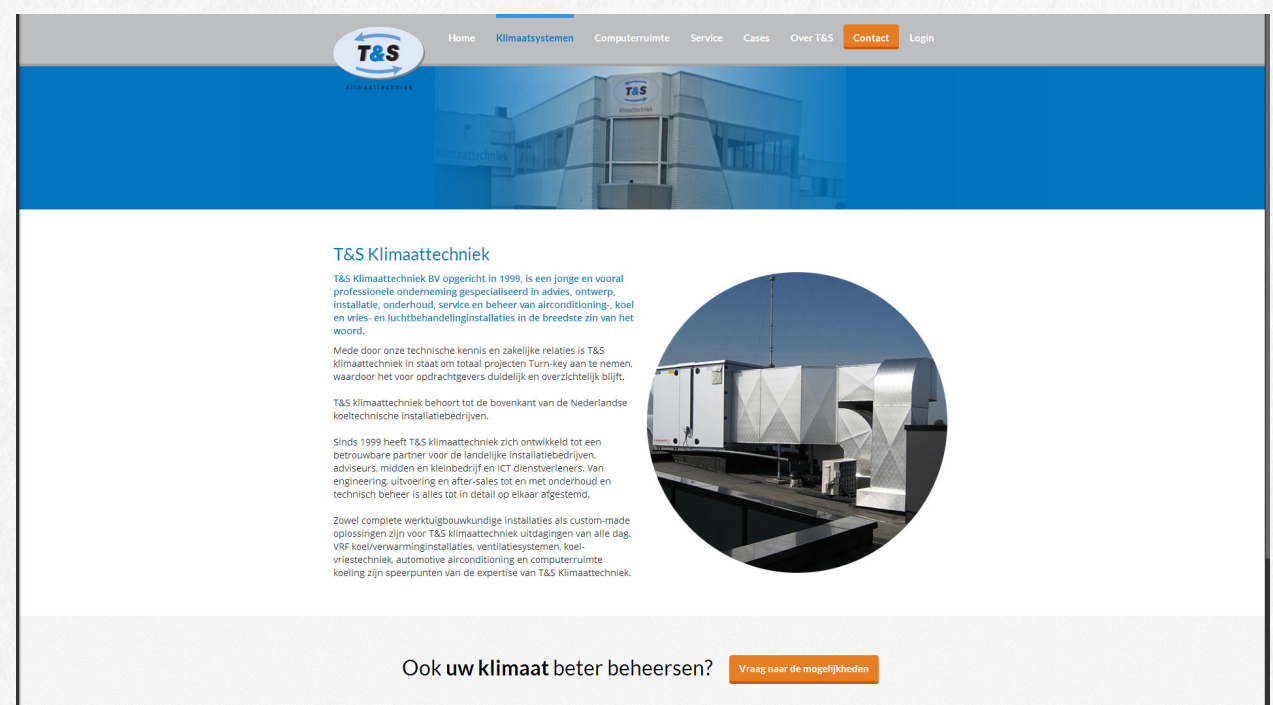 T&S
klimaattechniek
Home
Klimaatsystemen
Computerruimte
Service
Cases
Over T&S
Contact
Login
T&S
klimaattechniek
klimaattechniek
T&S Klimaattechniek
T&S Klimaattechniek BV opgericht in 1999, is een jonge en vooral
professionele onderneming gespecialiseerd in advies, ontwerp,
installatie, onderhoud, service en beheer van airconditioning-, koel
en vries- en luchtbehandelinginstallaties in de breedste zin van het
woord.
Mede door onze technische kennis en zakelijke relaties is T&S
klimaattechniek in staat om totaal projecten Turn-key aan te nemen,
waardoor het voor opdrachtgevers duidelijk en overzichtelijk blijft.
T&S klimaattechniek behoort tot de bovenkant van de Nederlandse
koeltechnische installatiebedrijven.
Sinds 1999 heeft T&S klimaattechniek zich ontwikkeld tot een
betrouwbare partner voor de landelijke installatiebedrijven,
adviseurs, midden en kleinbedrijf en ICT dienstverleners. Van
engineering, uitvoering en after-sales tot en met onderhoud en
technisch beheer is alles tot in detail op elkaar afgestemd.
Zowel complete werktuigbouwkundige installaties als custom-made
oplossingen zijn voor T&S klimaattechniek uitdagingen van alle dag.
VRF koel/verwarminginstallaties, ventilatiesystemen, koel-
vriestechniek, automotive airconditioning en computerruimte
koeling zijn speerpunten van de expertise van T&S Klimaattechniek.
Ook uw klimaat beter beheersen?
Vraag naar de mogelijkheden